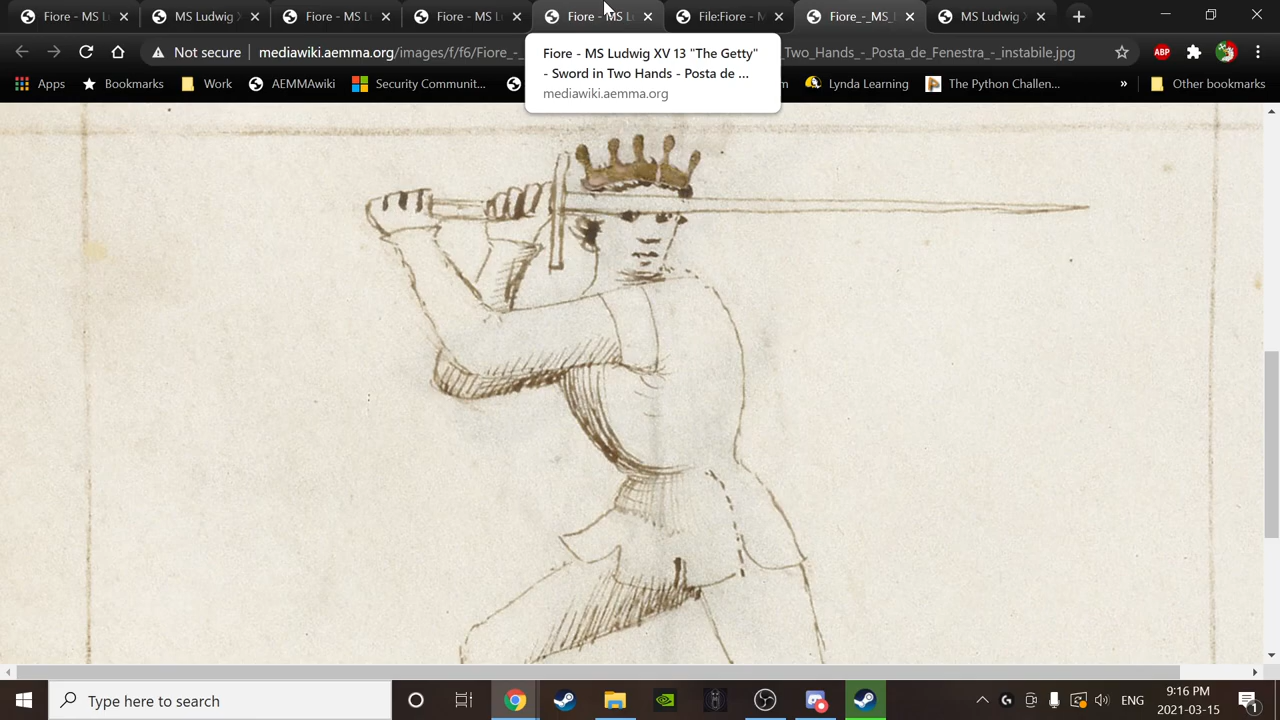 Fiore - MS L
MS Ludwig X
Fiore - MS L
Fiore - MS L
Fiore - MS L
File:Fiore - M
Fiore_-_MS_
MS Ludwig X
Not secure
mediawiki.aemma.org/images/f/f6/Fiore_-
Two_Hands_-_Posta_de_Fenestra_-_instabile.jpg
ABP
Fiore - MS Ludwig XV 13 "The Getty"
- Sword in Two Hands - Posta de ...
mediawiki.aemma.org
Apps
Bookmarks
Work
AEMMAwiki
Security Communit...
Lynda Learning
The Python Challen...
»
Other bookmarks
Type here to search
ENG
9:16 PM
2021-03-15
1